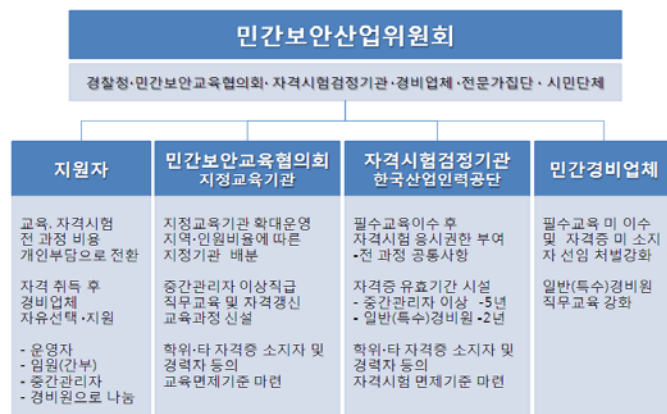 민간보안산업위원회
경찰청·민간보안교육협의회· 자격시험검정기관·경비업체·전문가집단 · 시민단체
지원자
교육. 자격시험
전 과정 비용
개인부담으로 전환
자격 취득 후
경비업체
자유선택·지원
- 운영자
- 임원(간부)
- 중간관리자
- 경비원으로 나눔
민간보안교육협의회
지정교육기관
지정교육기관 확대운영
지역·인원비율에 따른
지정기관 배분
중간관리자 이상직급
직무교육 및 자격갱신
교육과정 신설
학위·타 자격증 소지자 및
경력자 등의
교육면제기준 마련
자격시험검정기관
한국산업인력공단
필수교육이수 후
자격시험 응시권한 부여
-전 과정 공통사항
자격증 유효기간 시설
- 중간관리자 이상 -5년
- 일반(특수)경비원 -2년
학위·타 자격증 소지자 및
경력자 등의
자격시험 면제기준 마련
민간경비업체
필수교육 미 이수
및 자격증 미 소지
자 선임 처벌강화
일반(특수)경비원
직무교육 강화